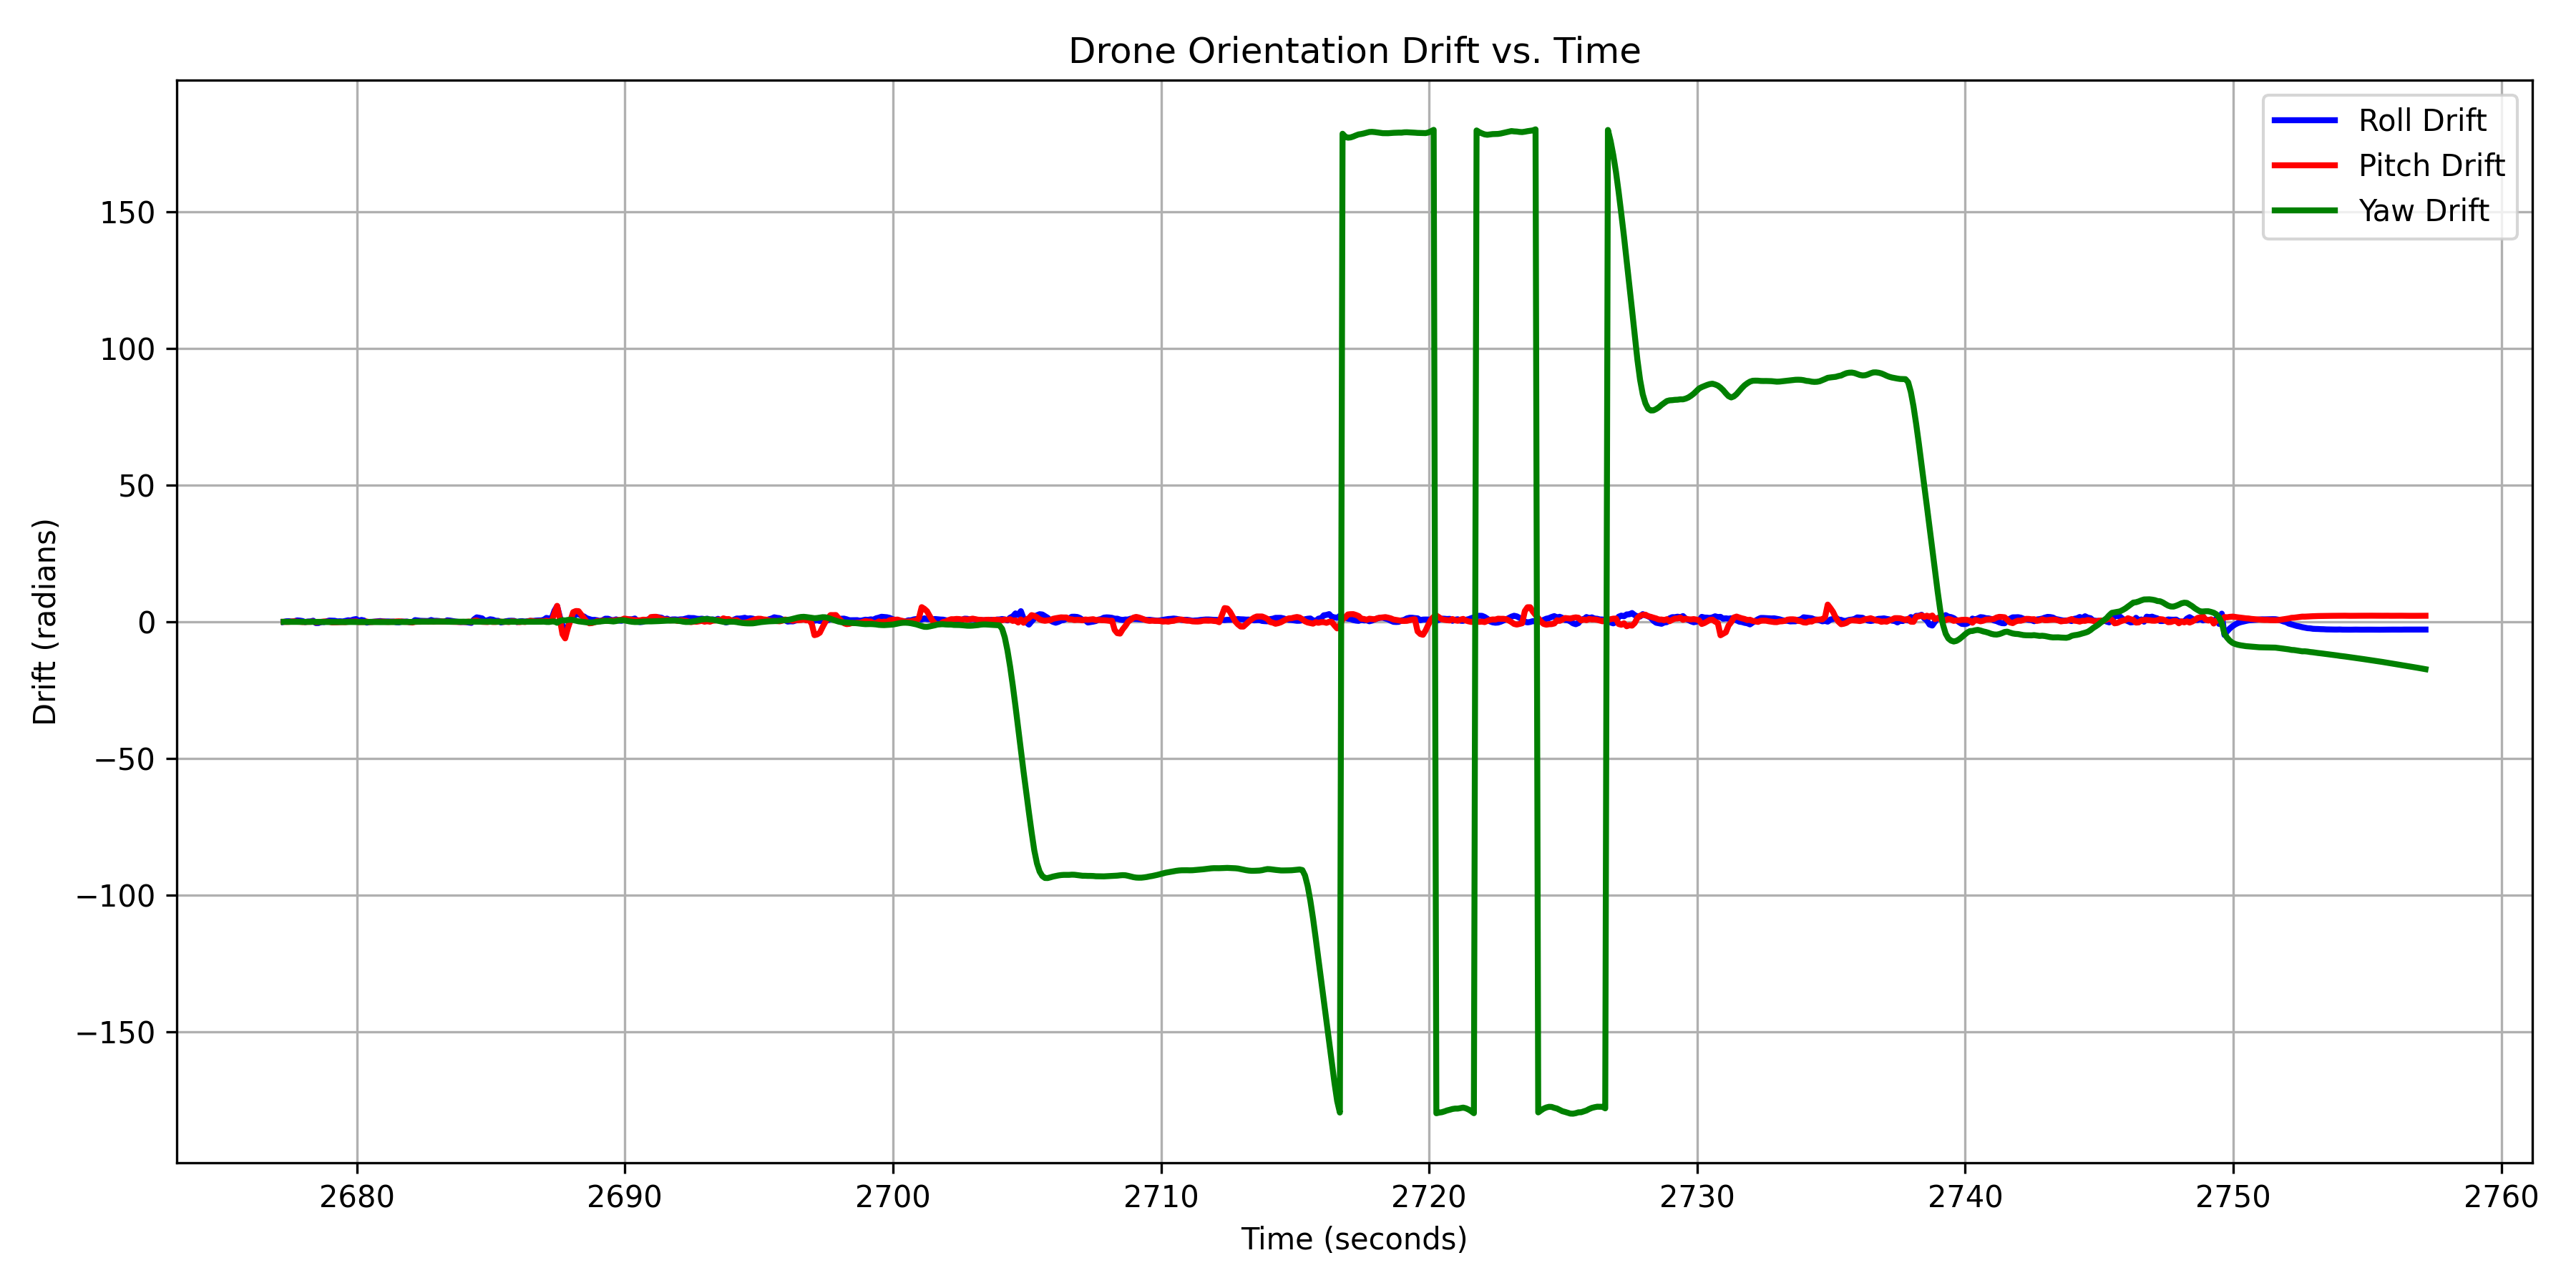 Drone Orientation Drift vs. Time
Roll Drift
Pitch Drift
Yaw Drift
Drift (radians)
150
100
50
0
−50
−100
−150
2680 2690 2700 2710 2720 2730 2740 2750 2760
Time (seconds)